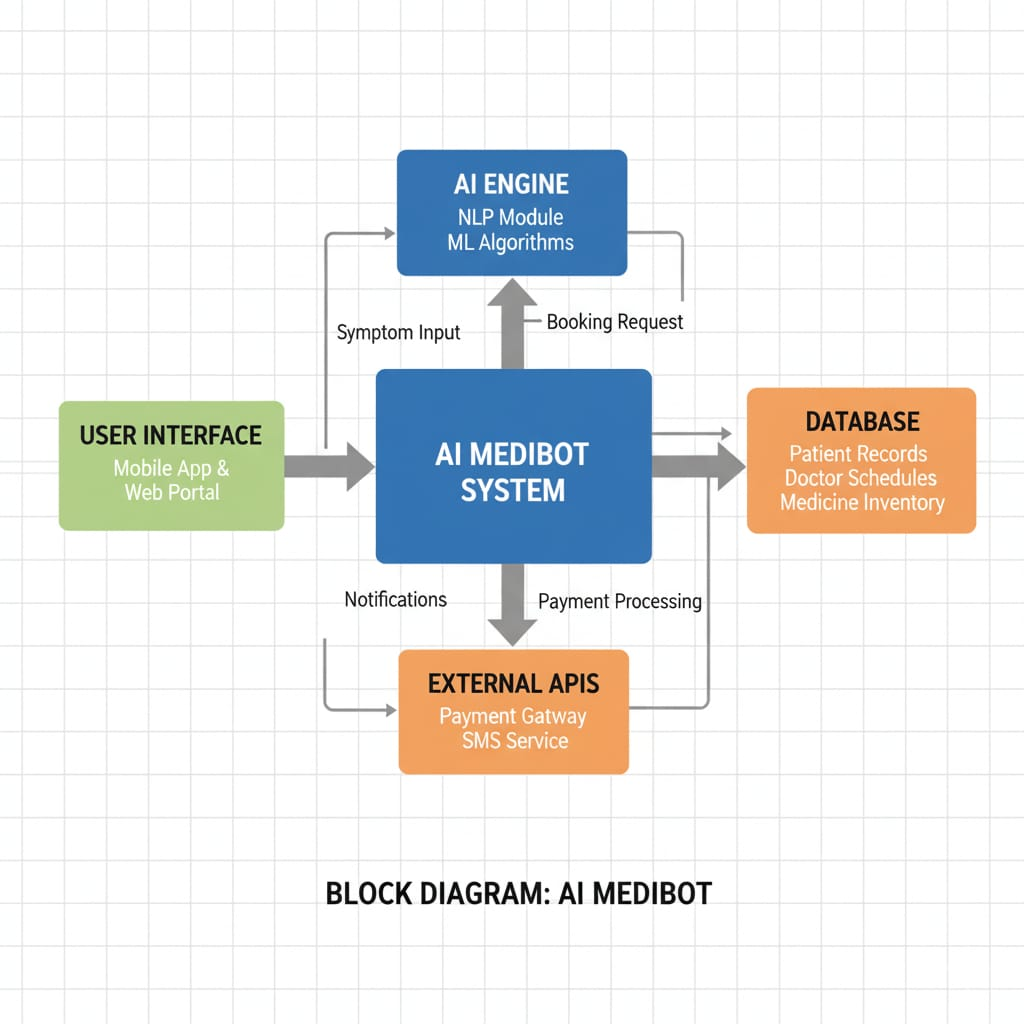 AI ENGINE
NLP Module
ML Algorithms
Symptom Input
Booking Request
USER INTERFACE
Mobile App &
Web Portal
AI MEDIBOT
SYSTEM
DATABASE
Patient Records
Doctor Schedules
Medicine Inventory
Notifications
Payment Processing
EXTERNAL APIS
Payment Gatway
SMS Service
BLOCK DIAGRAM: AI MEDIBOT